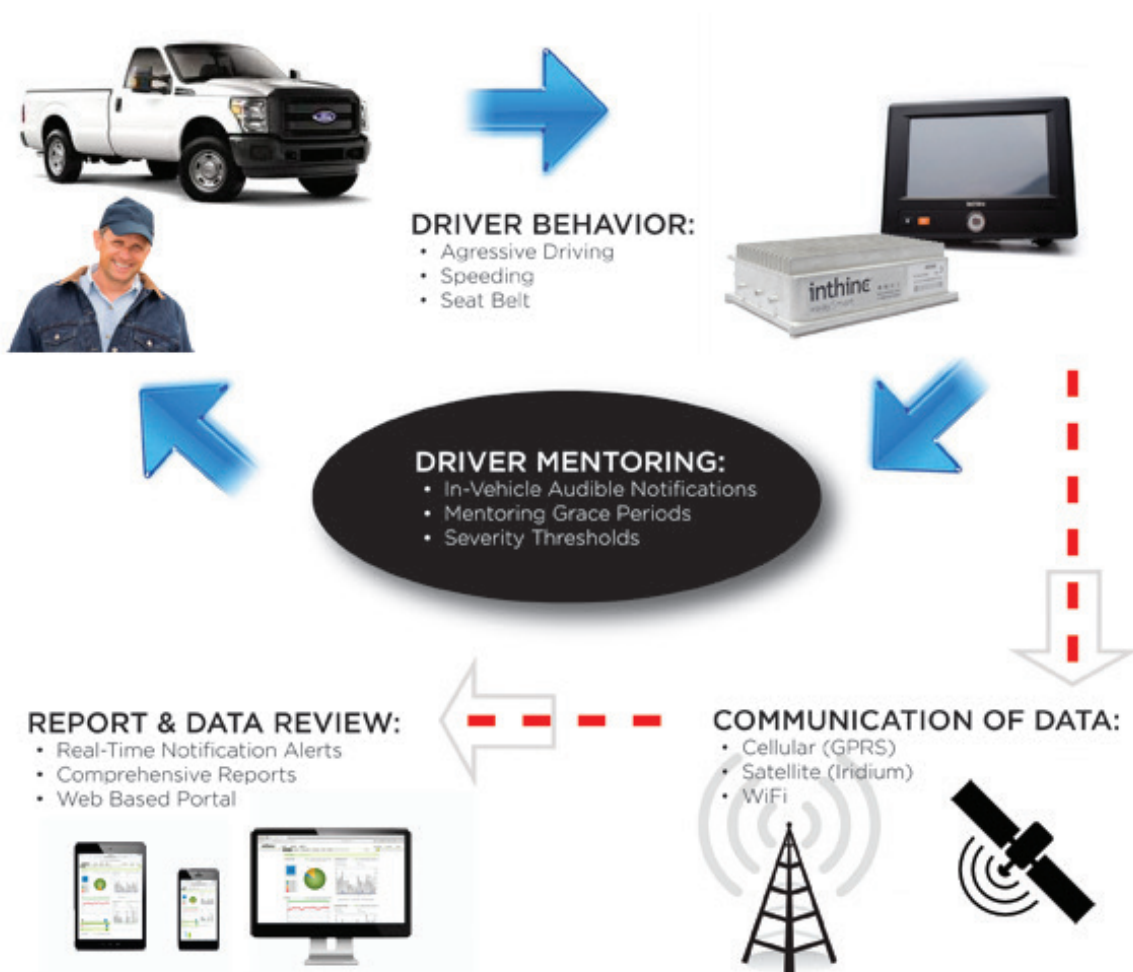 DRIVER BEHAVIOR:
• Agressive Driving
• Speeding
• Seat Belt
inthinc
DRIVER MENTORING:
• In-Vehicle Audible Notifications
• Mentoring Grace Periods
• Severity Thresholds
REPORT & DATA REVIEW:
• Real-Time Notification Alerts
• Comprehensive Reports
• Web Based Portal
COMMUNICATION OF DATA:
• Cellular (GPRS)
• Satellite (Iridium)
• WiFi